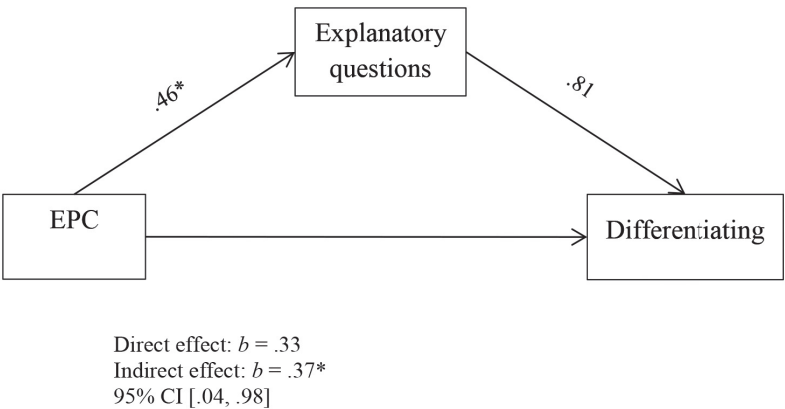 Explanatory
questions
.46*
.81
EPC
Differentiating
Direct effect: b = .33
Indirect effect: b = .37*
95% CI [.04, .98]